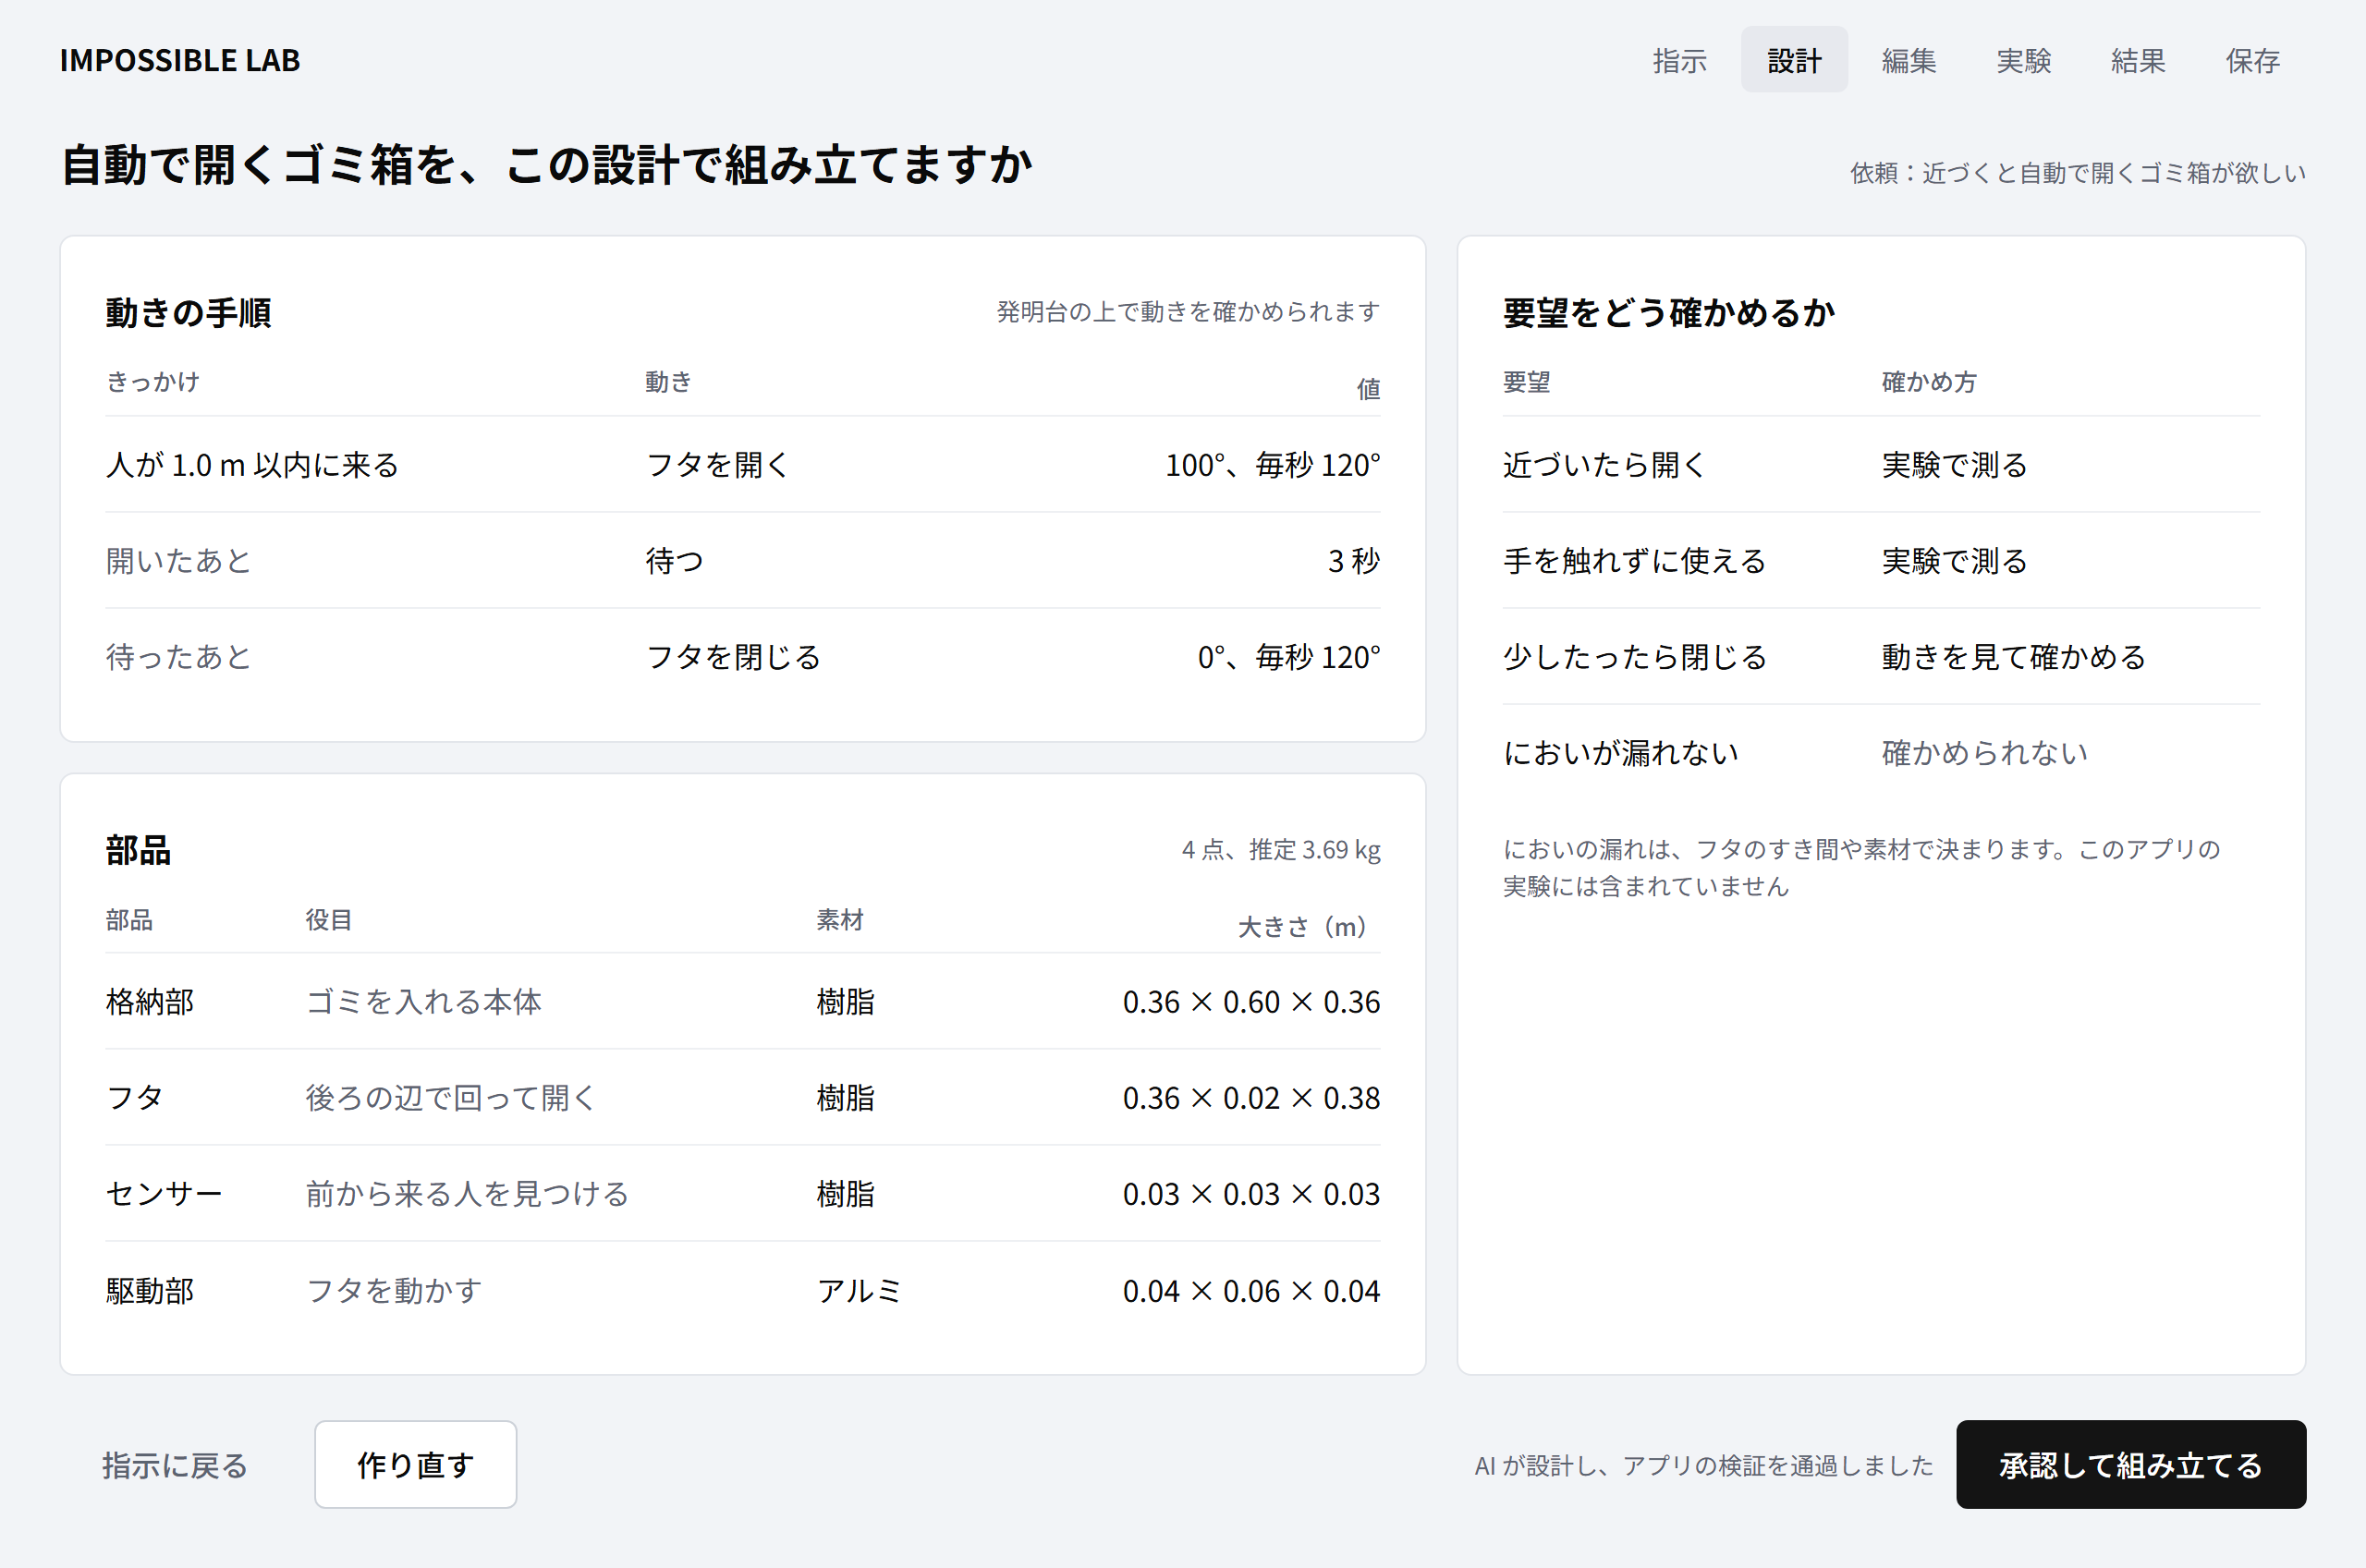 IMPOSSIBLE LAB
指示 設計 編集 実験 結果 保存
自動で開くゴミ箱を、この設計で組み立てますか
依頼：近づくと自動で開くゴミ箱が欲しい
動きの手順
発明台の上で動きを確かめられます
きっかけ 動き 値
人が 1.0 m 以内に来る フタを開く 100°、毎秒 120°
開いたあと 待つ 3 秒
待ったあと フタを閉じる 0°、毎秒 120°
部品
4 点、推定 3.69 kg
部品 役目 素材 大きさ（m）
格納部 ゴミを入れる本体 樹脂 0.36 × 0.60 × 0.36
フタ 後ろの辺で回って開く 樹脂 0.36 × 0.02 × 0.38
センサー 前から来る人を見つける 樹脂 0.03 × 0.03 × 0.03
駆動部 フタを動かす アルミ 0.04 × 0.06 × 0.04
要望をどう確かめるか
要望 確かめ方
近づいたら開く 実験で測る
手を触れずに使える 実験で測る
少したったら閉じる 動きを見て確かめる
においが漏れない 確かめられない
においの漏れは、フタのすき間や素材で決まります。このアプリの
実験には含まれていません
指示に戻る 作り直す
AI が設計し、アプリの検証を通過しました
承認して組み立てる